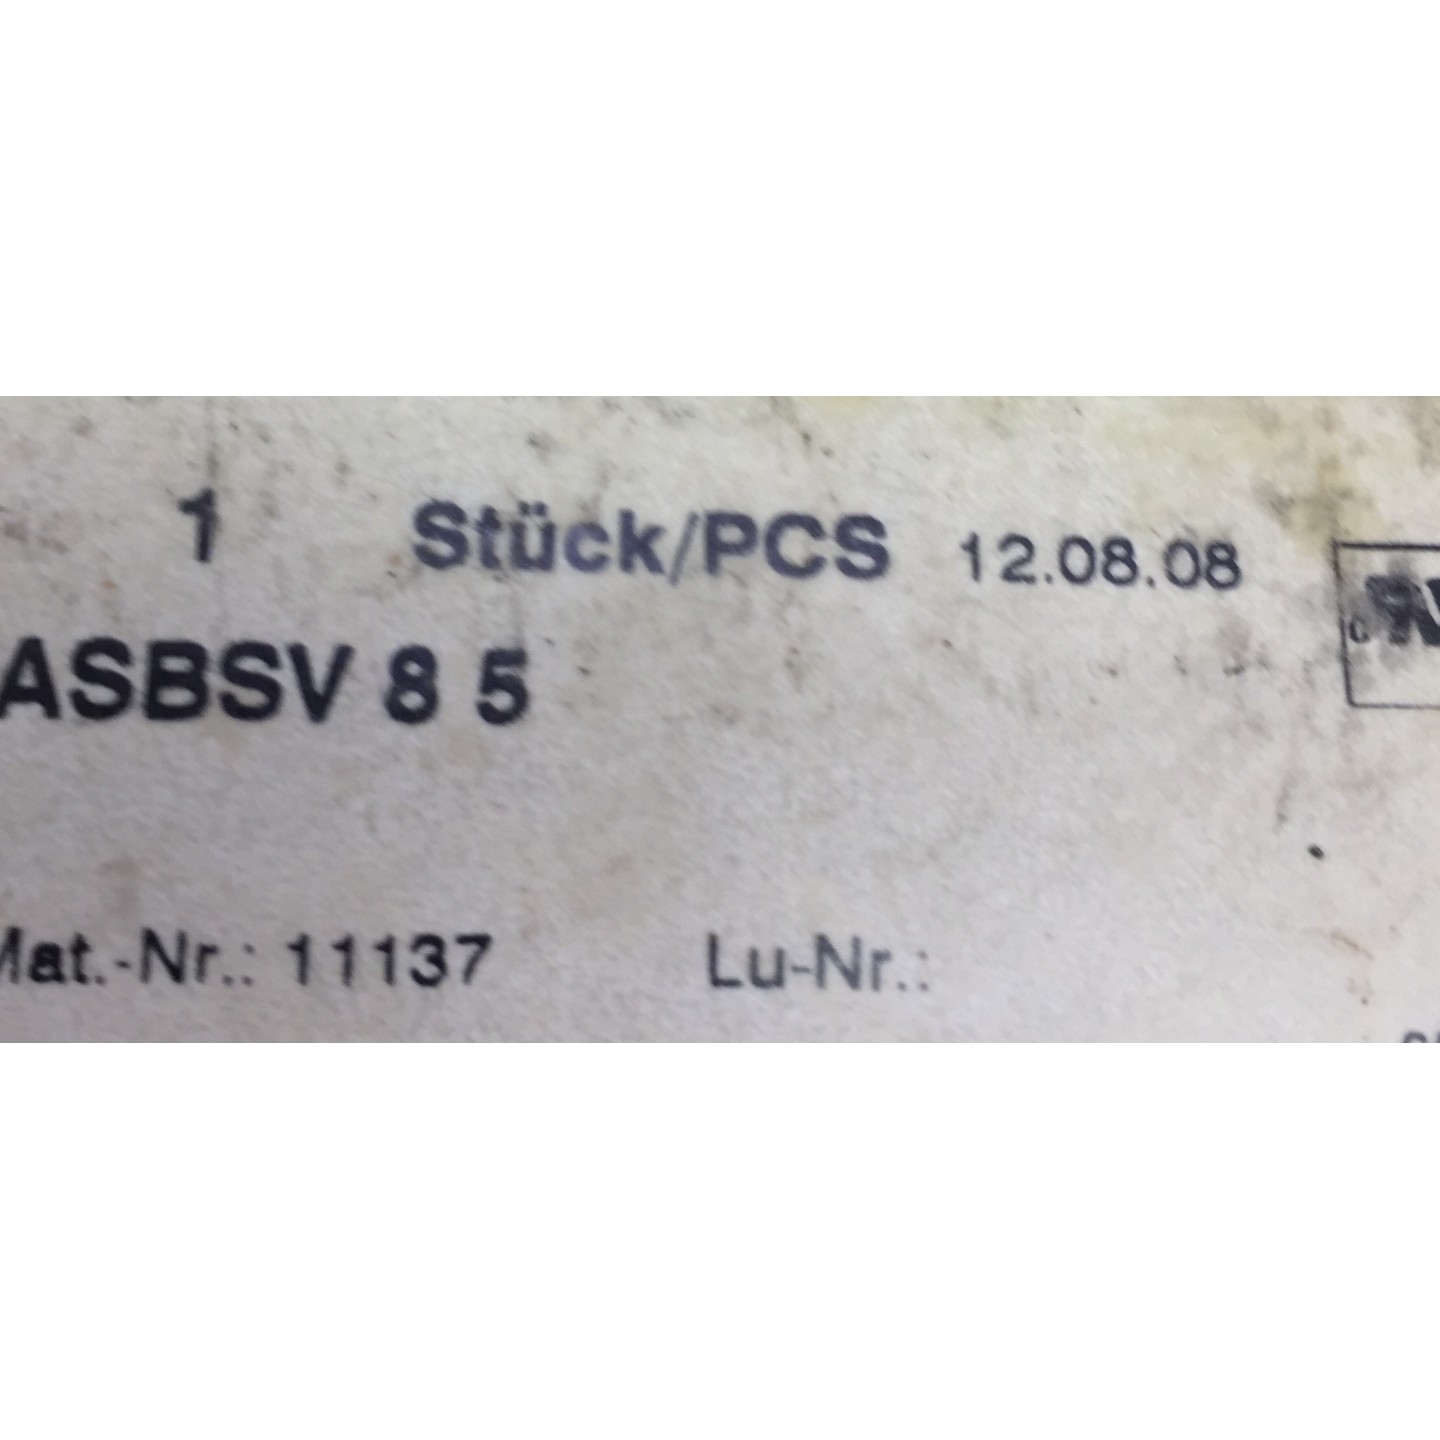 1 Stück/PCS 12.08.08
ASBSV 8 5
Mat.-Nr.: 11137 Lu-Nr.: